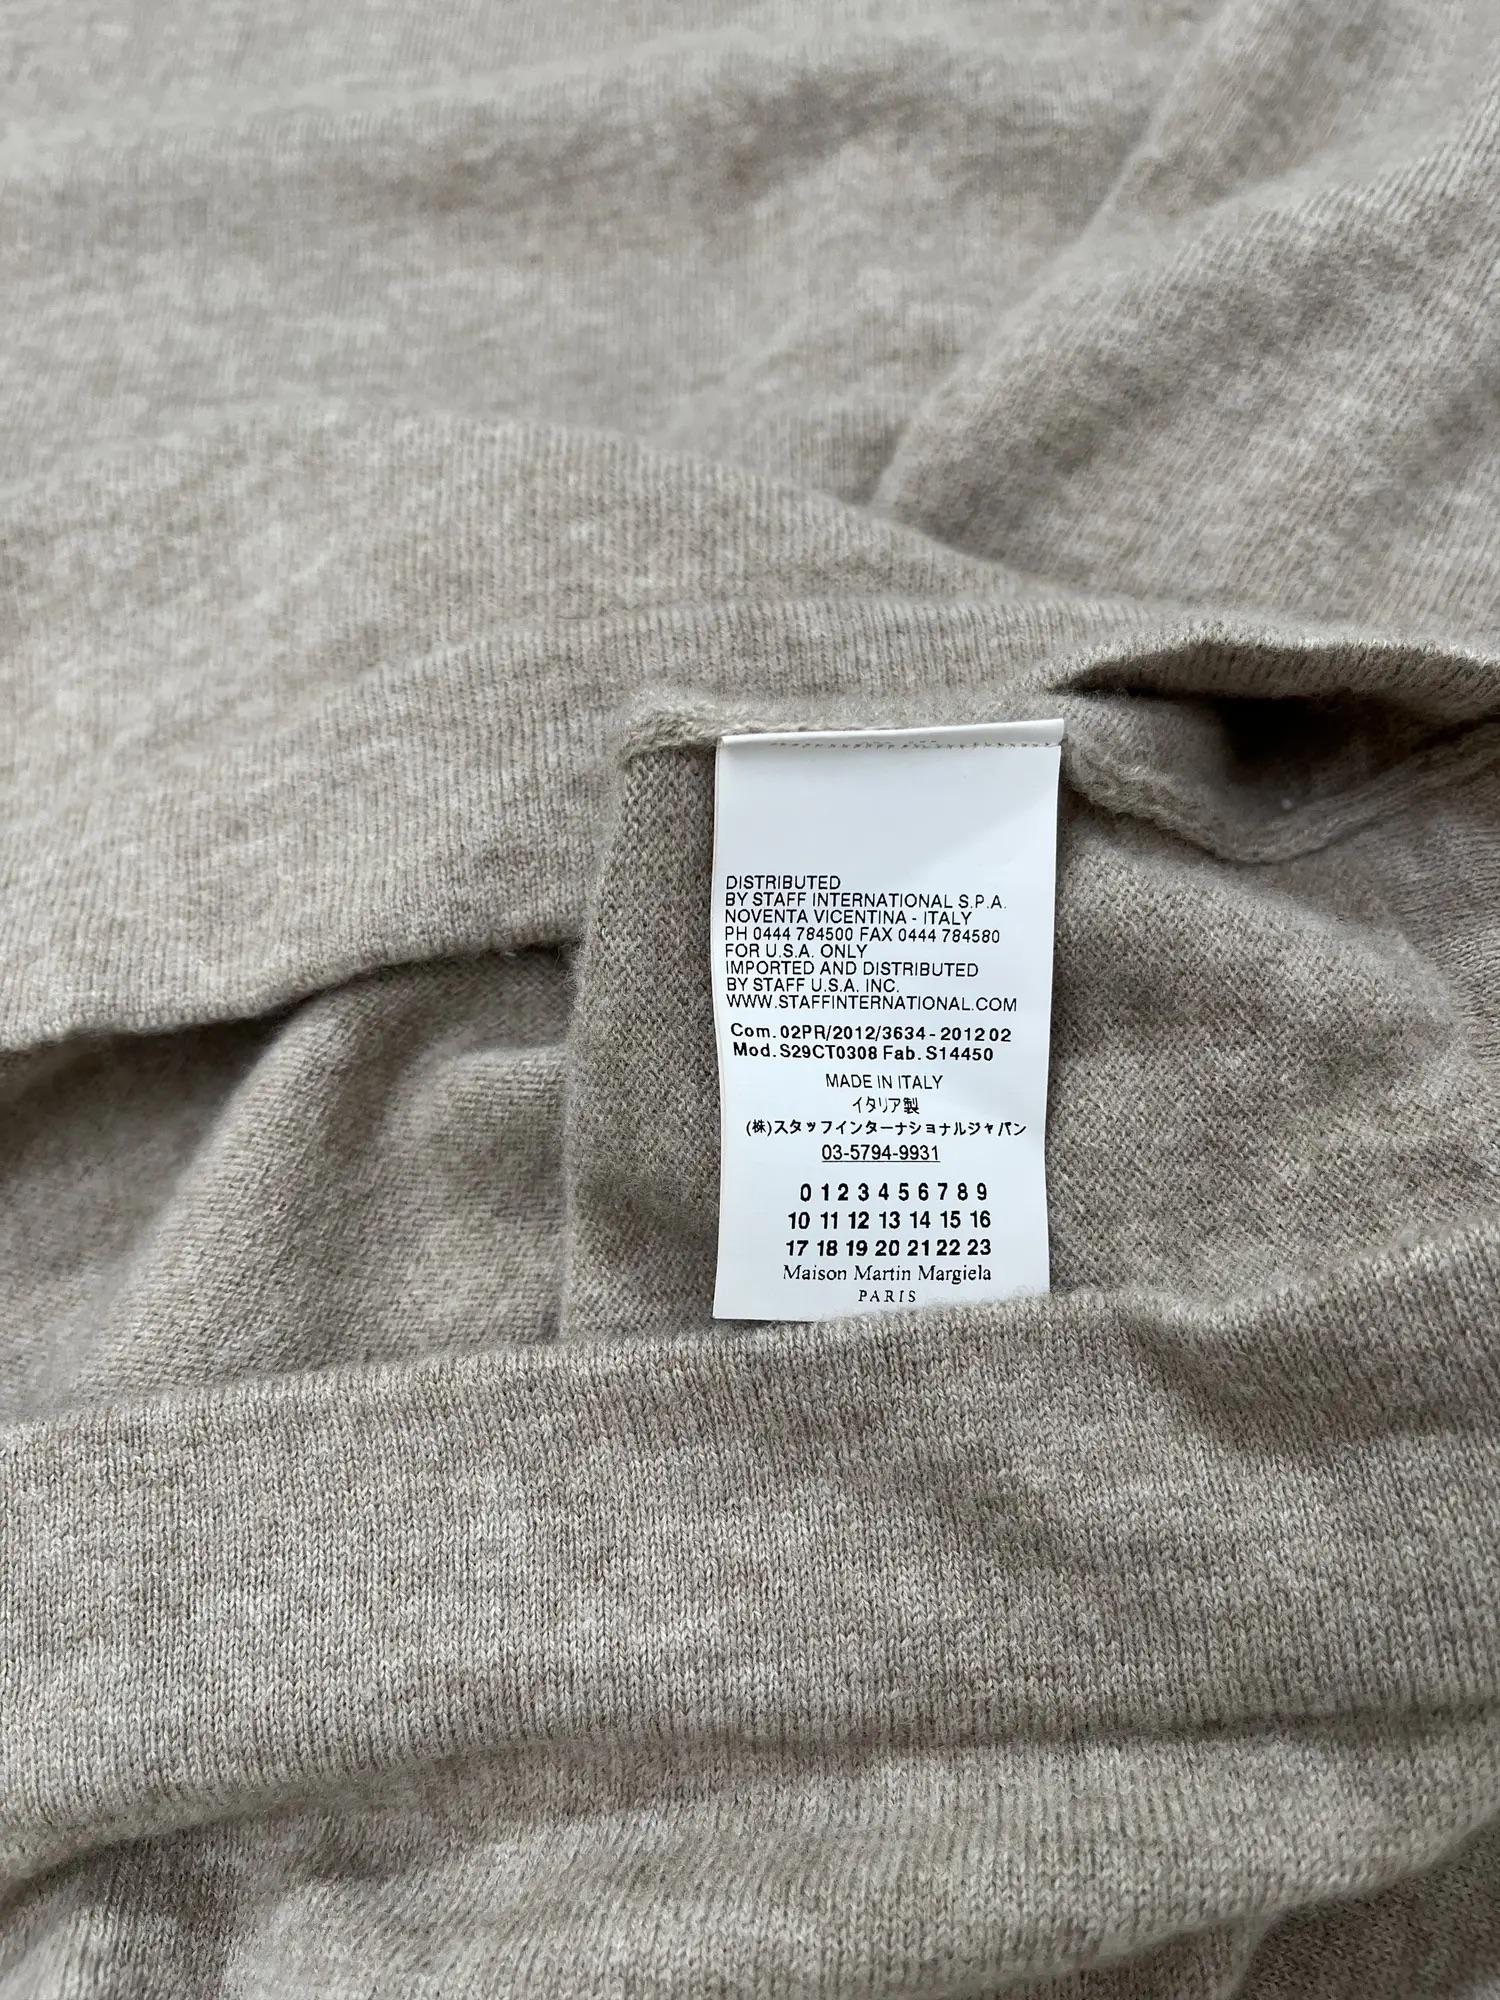 DISTRIBUTED
BY STAFF INTERNATIONAL S.P.A.
NOVENTA VICENTINA - ITALY
PH 0444 784500 FAX 0444 784580
FOR U.S.A. ONLY
IMPORTED AND DISTRIBUTED
BY STAFF U.S.A. INC.
WWW.STAFFINTERNATIONAL.COM
Com. 02PR/2012/3634 - 2012 02
Mod. S29CT0308 Fab. S14450
MADE IN ITALY
イタリア製
(株)スタッフインターナショナルジャパン
03-5794-9931
0 1 2 3 4 5 6 7 8 9
10 11 12 13 14 15 16
17 18 19 20 21 22 23
Maison Martin Margiela
PARIS